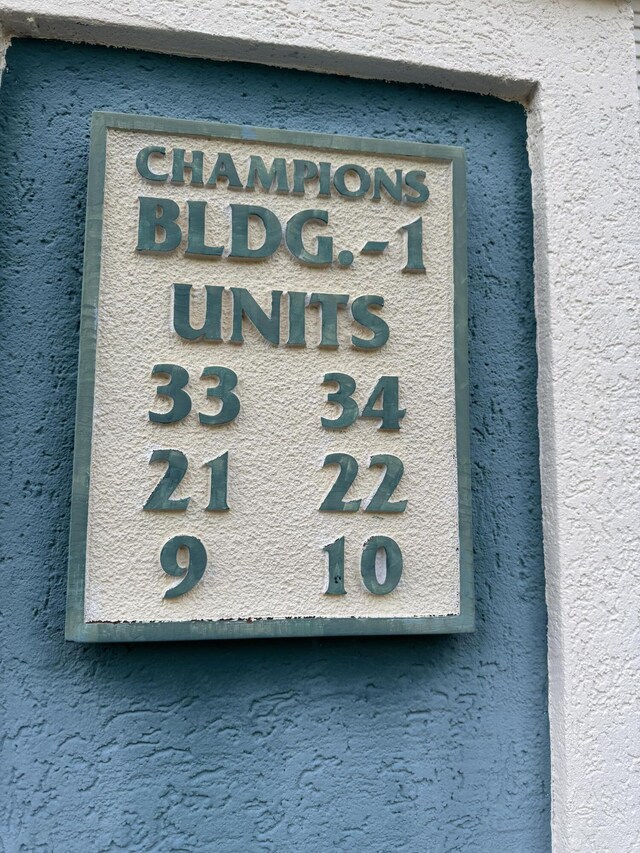 CHAMPIONS
BLDG.-1
UNITS
33 34
21 22
9 10